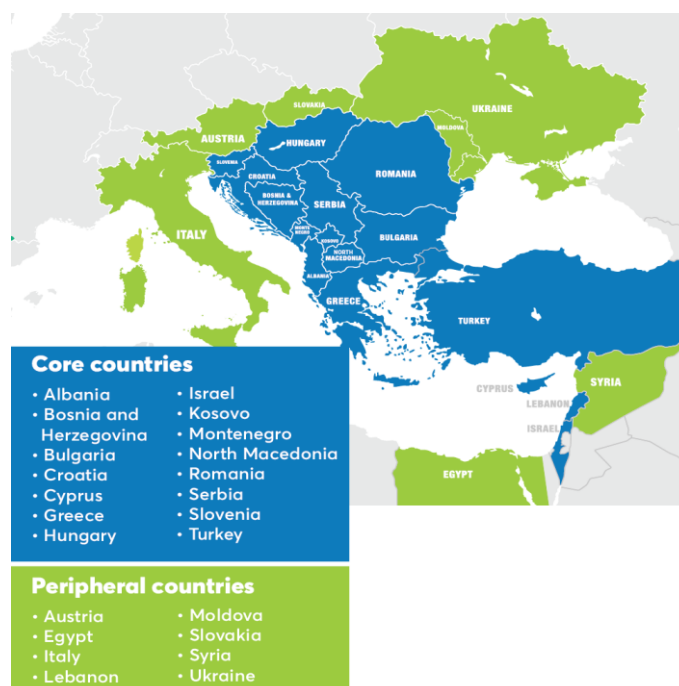 SLOVAKIA
UKRAINE
MOLDOVA
AUSTRIA
HUNGARY
SLOVENIA
CROATIA
ROMANIA
BOSNIA &
HERZEGOVINA
SERBIA
ITALY
MONTE
NEGRO
KOSOVO
BULGARIA
NORTH
MACEDONIA
ALBANIA
GREECE
TURKEY
CYPRUS
SYRIA
LEBANON
ISRAEL
EGYPT
Core countries
• Albania
• Bosnia and
Herzegovina
• Bulgaria
• Croatia
• Cyprus
• Greece
• Hungary
• Israel
• Kosovo
• Montenegro
• North Macedonia
• Romania
• Serbia
• Slovenia
• Turkey
Peripheral countries
• Austria
• Egypt
• Italy
• Lebanon
• Moldova
• Slovakia
• Syria
• Ukraine